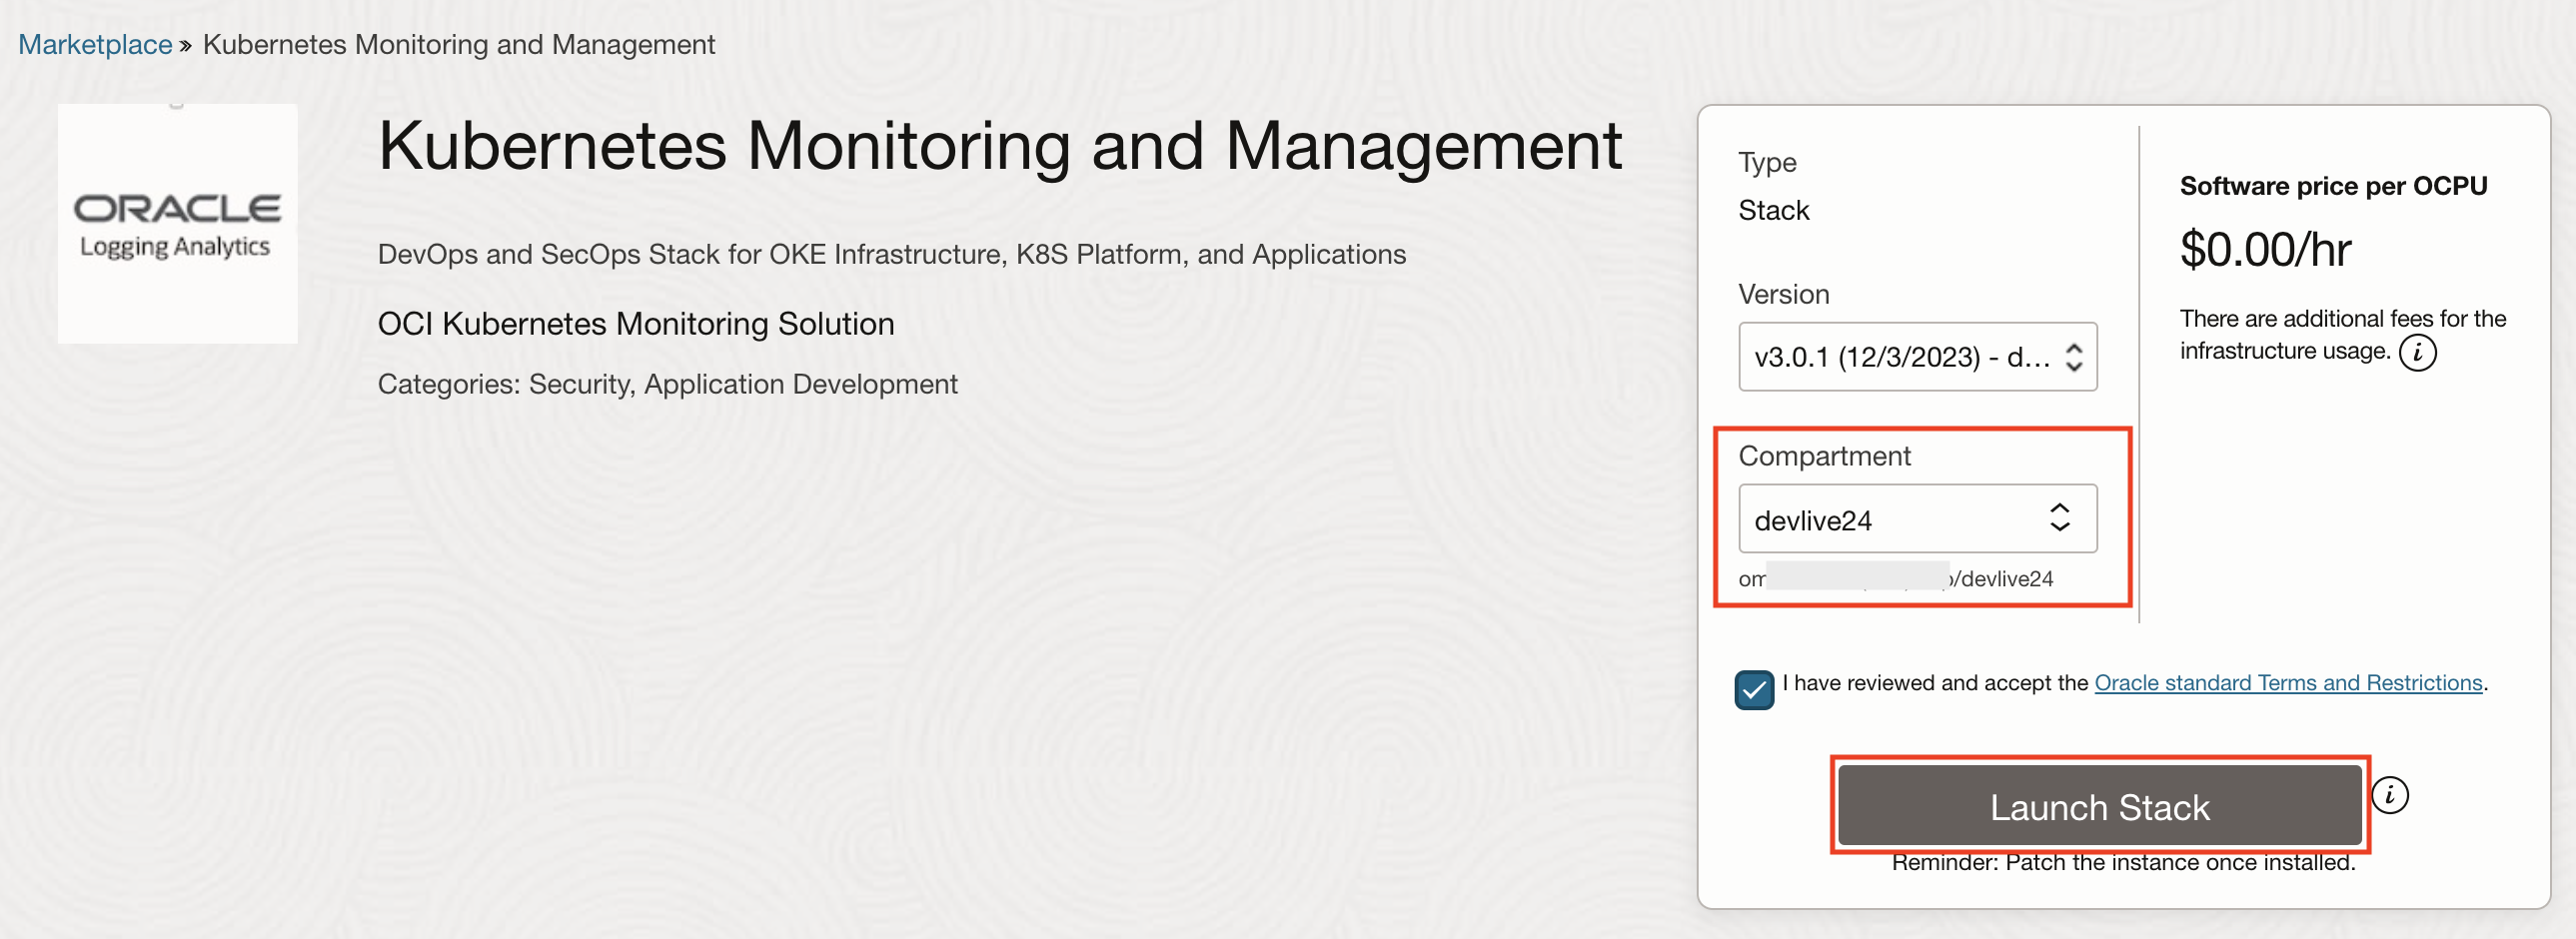 Marketplace » Kubernetes Monitoring and Management
ORACLE
Logging Analytics
Kubernetes Monitoring and Management
DevOps and SecOps Stack for OKE Infrastructure, K8S Platform, and Applications
OCI Kubernetes Monitoring Solution
Categories: Security, Application Development
Type
Stack
Version
v3.0.1 (12/3/2023) - d...
Compartment
devlive24
om
/devlive24
Software price per OCPU
$0.00/hr
There are additional fees for the
infrastructure usage. i
I have reviewed and accept the Oracle standard Terms and Restrictions.
Launch Stack i
Reminder: Patch the instance once installed.